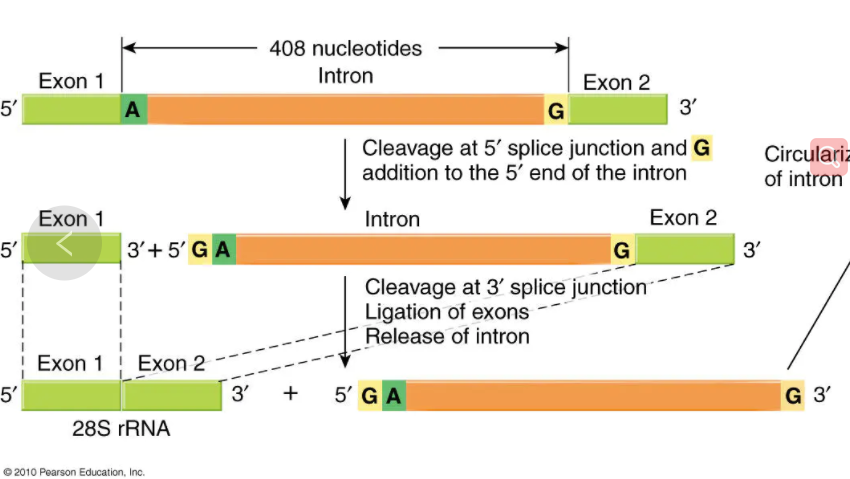 408 nucleotides
Exon 1
Intron
Exon 2
5′ A G 3′
Cleavage at 5′ splice junction and G
addition to the 5′ end of the intron
of intron
Exon 1
Intron
Exon 2
5′ 3′ + 5′ G A G 3′
Cleavage at 3′ splice junction
Ligation of exons
Release of intron
Exon 1 Exon 2
5′ 3′ + 5′ G A G 3′
28S rRNA
© 2010 Pearson Education, Inc.